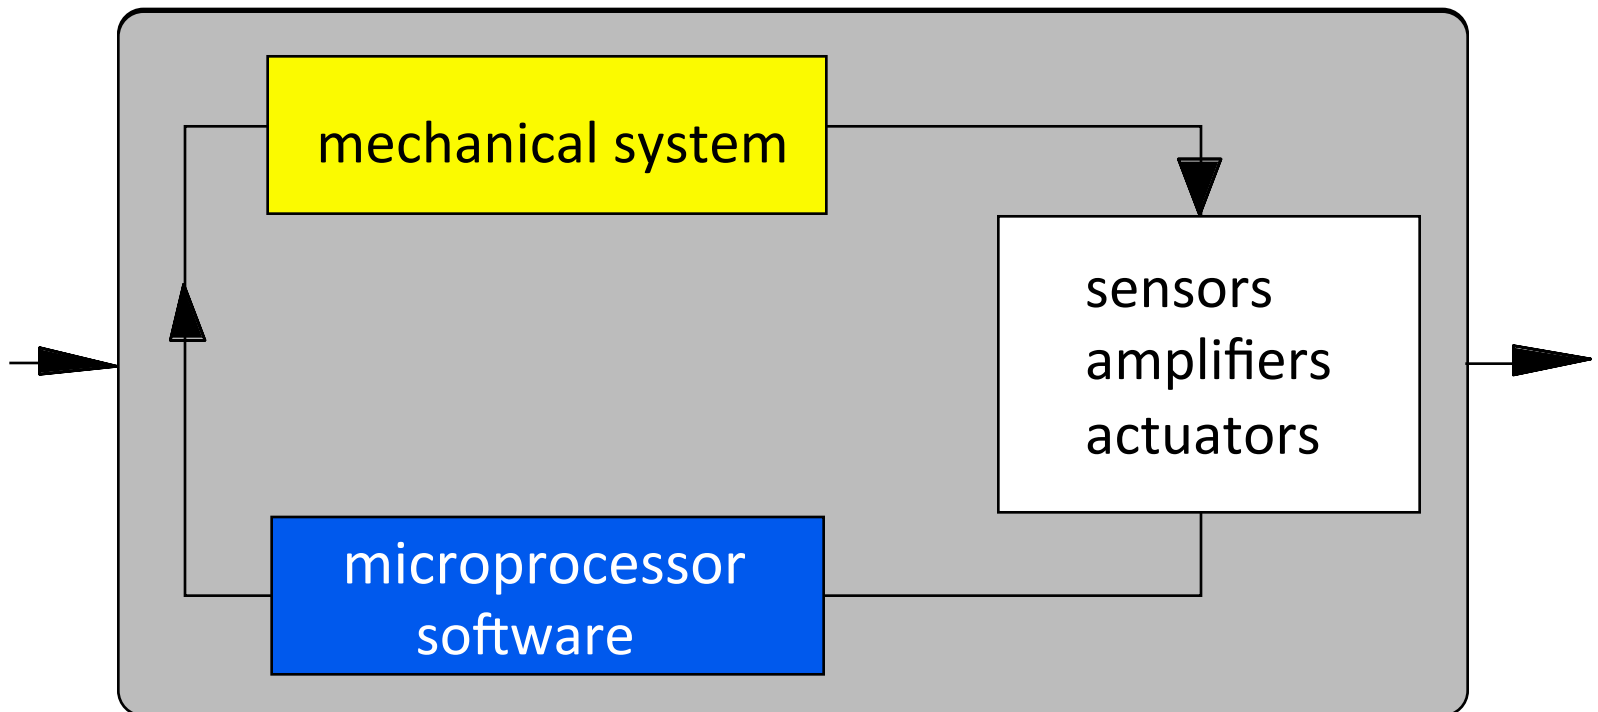 mechanical system
sensors
amplifiers
actuators
microprocessor
software